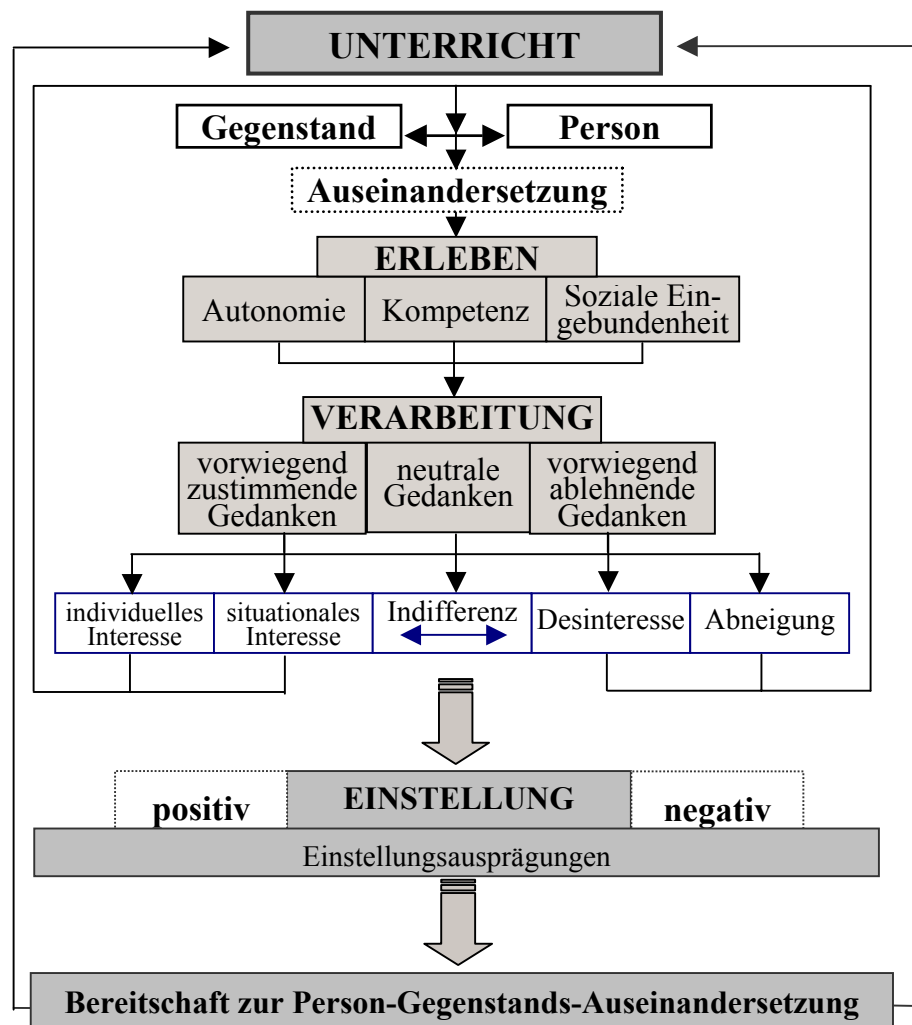 UNTERRICHT
Gegenstand
Person
Auseinandersetzung
ERLEBEN
Autonomie
Kompetenz
Soziale Ein-
gebundenheit
VERARBEITUNG
vorwiegend
zustimmende
Gedanken
neutrale
Gedanken
vorwiegend
ablehnende
Gedanken
individuelles
Interesse
situationales
Interesse
Indifferenz
Desinteresse
Abneigung
positiv
EINSTELLUNG
negativ
Einstellungsausprägungen
Bereitschaft zur Person-Gegenstands-Auseinandersetzung